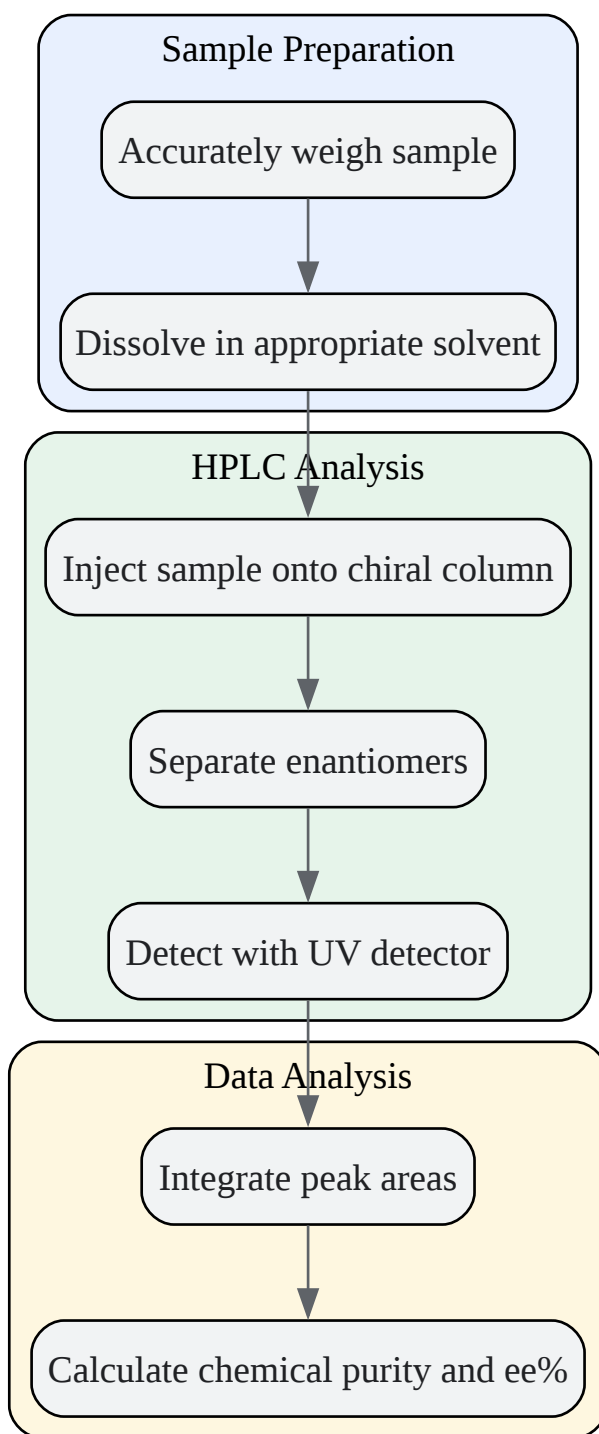 Sample Preparation
Accurately weigh sample
Dissolve in appropriate solvent
HPLC Analysis
Inject sample onto chiral column
Separate enantiomers
Detect with UV detector
Data Analysis
Integrate peak areas
Calculate chemical purity and ee%